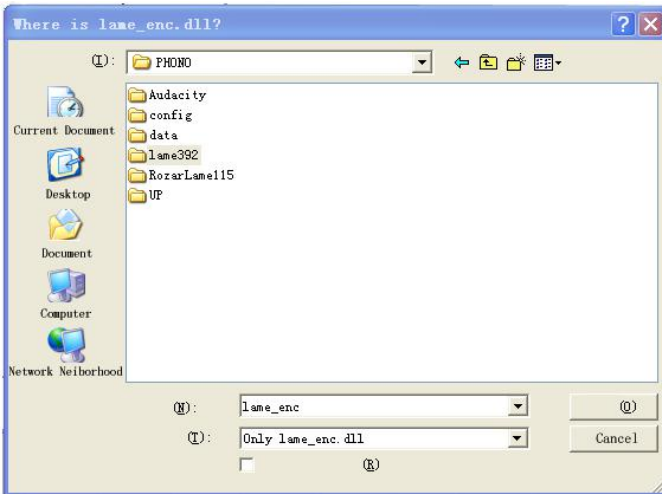 Where is lame_enc.dll?
(I):
PHONO
Audacity
config
data
lame392
RozarLame115
UP
Current Document
Desktop
Document
Computer
Network Neiborhood
(N):
lame_enc
(O)
(T):
Only lame_enc.dll
Cancel
(R)